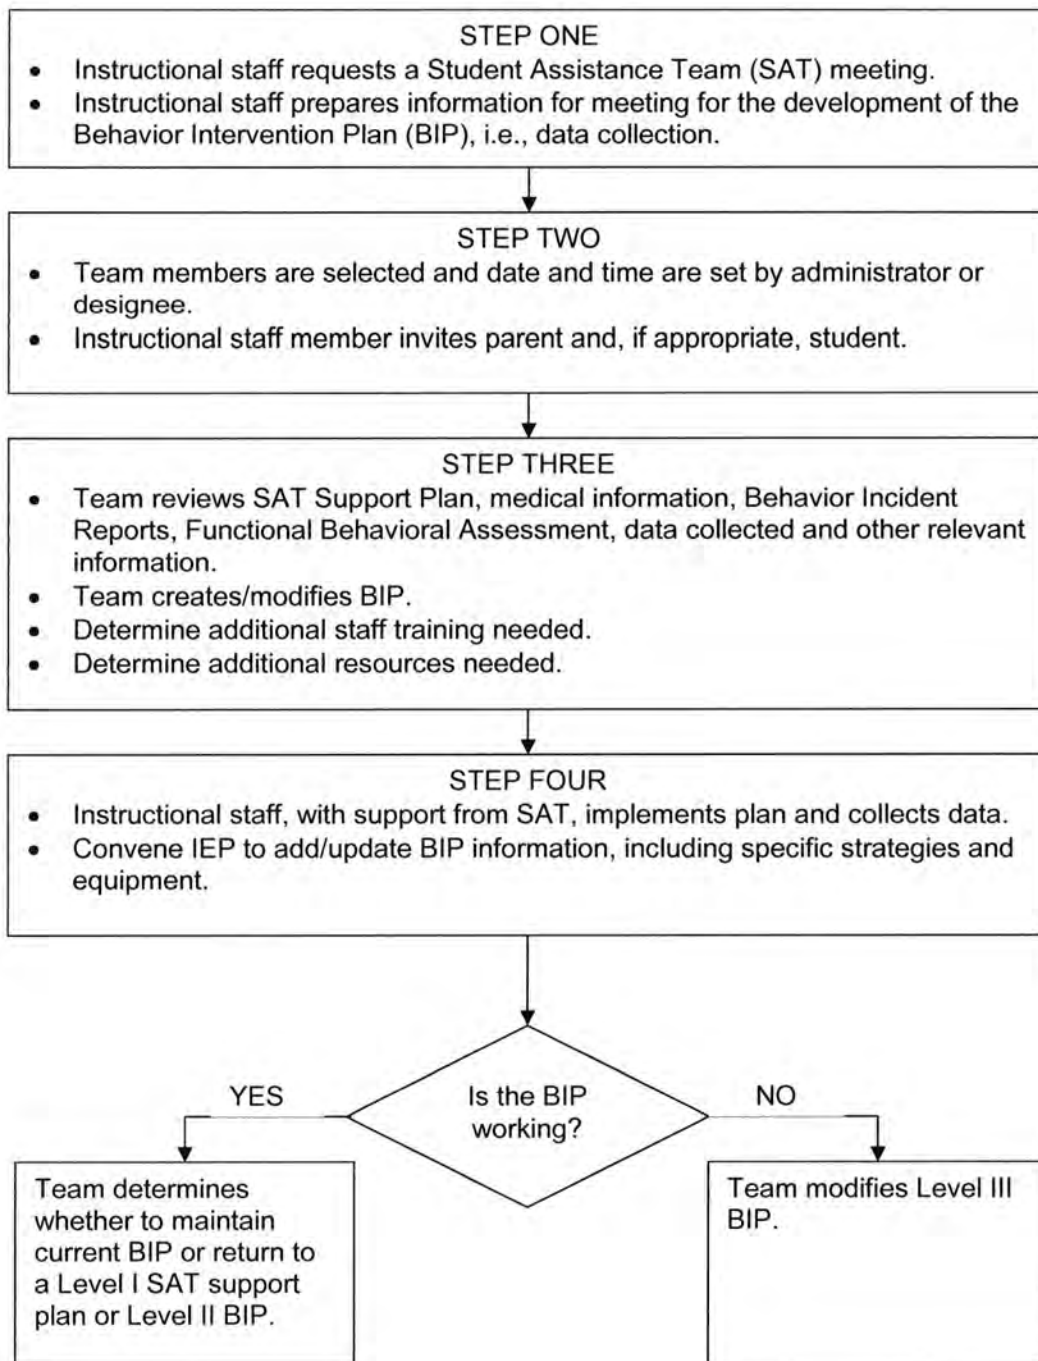 STEP ONE
• Instructional staff requests a Student Assistance Team (SAT) meeting.
• Instructional staff prepares information for meeting for the development of the
Behavior Intervention Plan (BIP), i.e., data collection.
STEP TWO
• Team members are selected and date and time are set by administrator or
designee.
• Instructional staff member invites parent and, if appropriate, student.
STEP THREE
• Team reviews SAT Support Plan, medical information, Behavior Incident
Reports, Functional Behavioral Assessment, data collected and other relevant
information.
• Team creates/modifies BIP.
• Determine additional staff training needed.
• Determine additional resources needed.
STEP FOUR
• Instructional staff, with support from SAT, implements plan and collects data.
• Convene IEP to add/update BIP information, including specific strategies and
equipment.
Is the BIP
working?
YES
NO
Team determines
whether to maintain
current BIP or return to
a Level I SAT support
plan or Level II BIP.
Team modifies Level III
BIP.